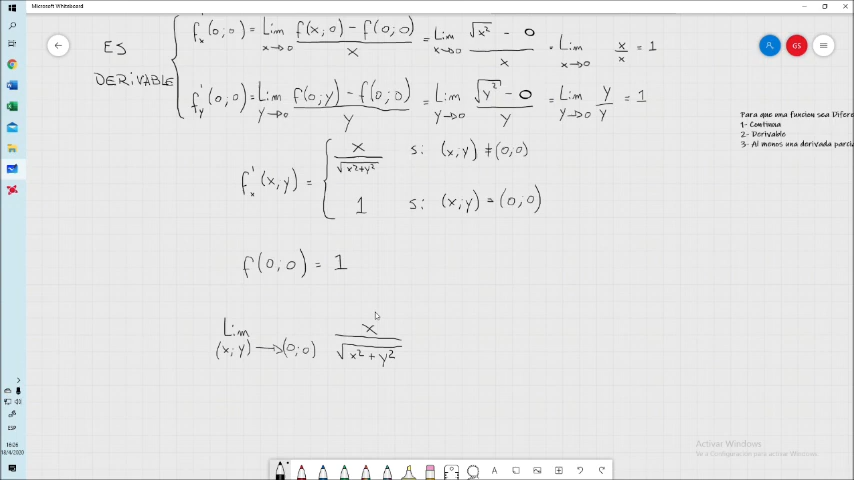 Microsoft Whiteboard
ES
DERIVABLE
fx(0;0) = Lim x→0 f(x;0) - f(0;0) / x = Lim x→0 √x² - 0 / x = Lim x→0 x/x = 1
f'y(0;0) = Lim y→0 f(0;y) - f(0;0) / y = Lim y→0 √y² - 0 / y = Lim y→0 y/y = 1
Para que una funcion sea Difere
1- Continua
2- Derivable
3- Al menos una derivada parcia
f'x(x,y) = { x / √x²+y² si (x;y) ≠ (0,0)
1 si (x;y) = (0;0)
f(0;0) = 1
Lim (x;y)→(0;0) x / √x²+y²
GS
Activar Windows
Ve a Configuración para activar Windows.
ESP
16:26
18/4/2020